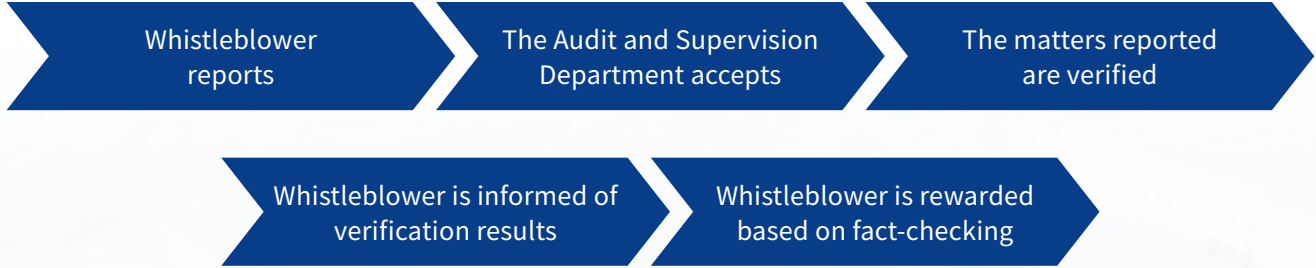 Whistleblower
reports
The Audit and Supervision
Department accepts
The matters reported
are verified
Whistleblower is informed of
verification results
Whistleblower is rewarded
based on fact-checking